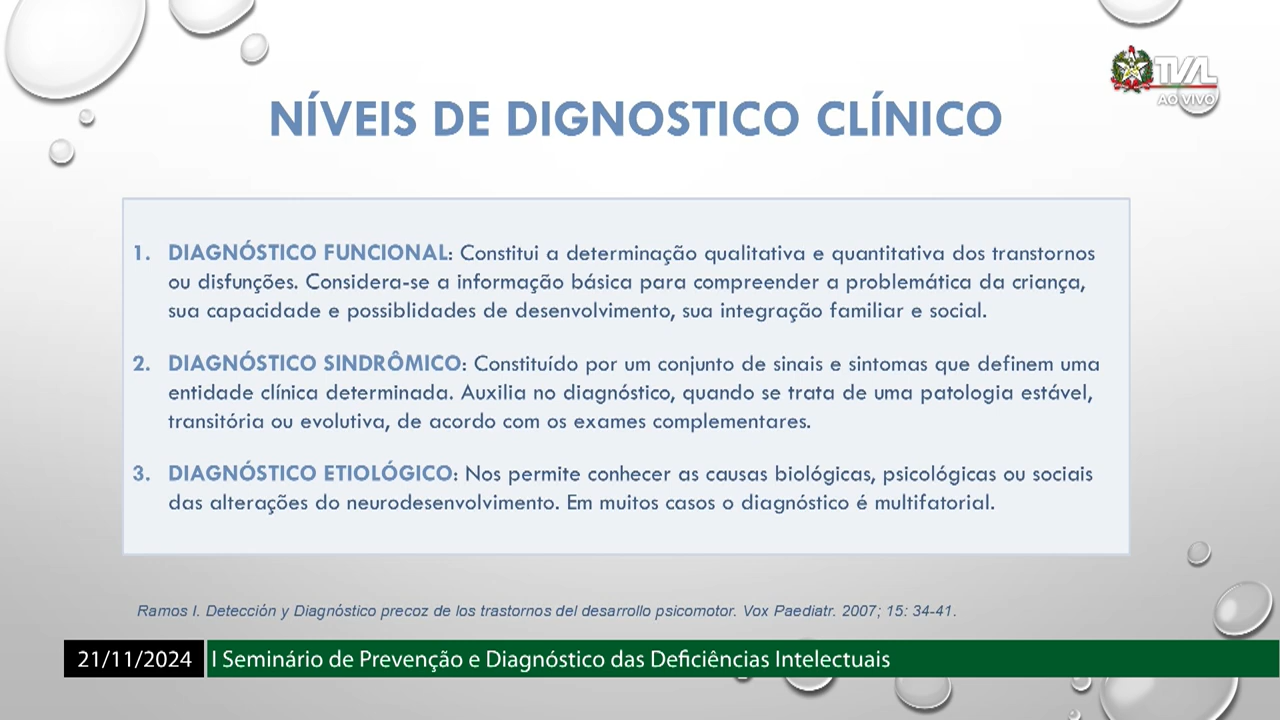 TVAL
AO VIVO
NÍVEIS DE DIGNOSTICO CLÍNICO
1. DIAGNÓSTICO FUNCIONAL: Constitui a determinação qualitativa e quantitativa dos transtornos
ou disfunções. Considera-se a informação básica para compreender a problemática da criança,
sua capacidade e possiblidades de desenvolvimento, sua integração familiar e social.
2. DIAGNÓSTICO SINDRÔMICO: Constituído por um conjunto de sinais e sintomas que definem uma
entidade clínica determinada. Auxilia no diagnóstico, quando se trata de uma patologia estável,
transitória ou evolutiva, de acordo com os exames complementares.
3. DIAGNÓSTICO ETIOLÓGICO: Nos permite conhecer as causas biológicas, psicológicas ou sociais
das alterações do neurodesenvolvimento. Em muitos casos o diagnóstico é multifatorial.
Ramos I. Detección y Diagnóstico precoz de los trastornos del desarrollo psicomotor. Vox Paediatr. 2007; 15: 34-41.
21/11/2024 I Seminário de Prevenção e Diagnóstico das Deficiências Intelectuais